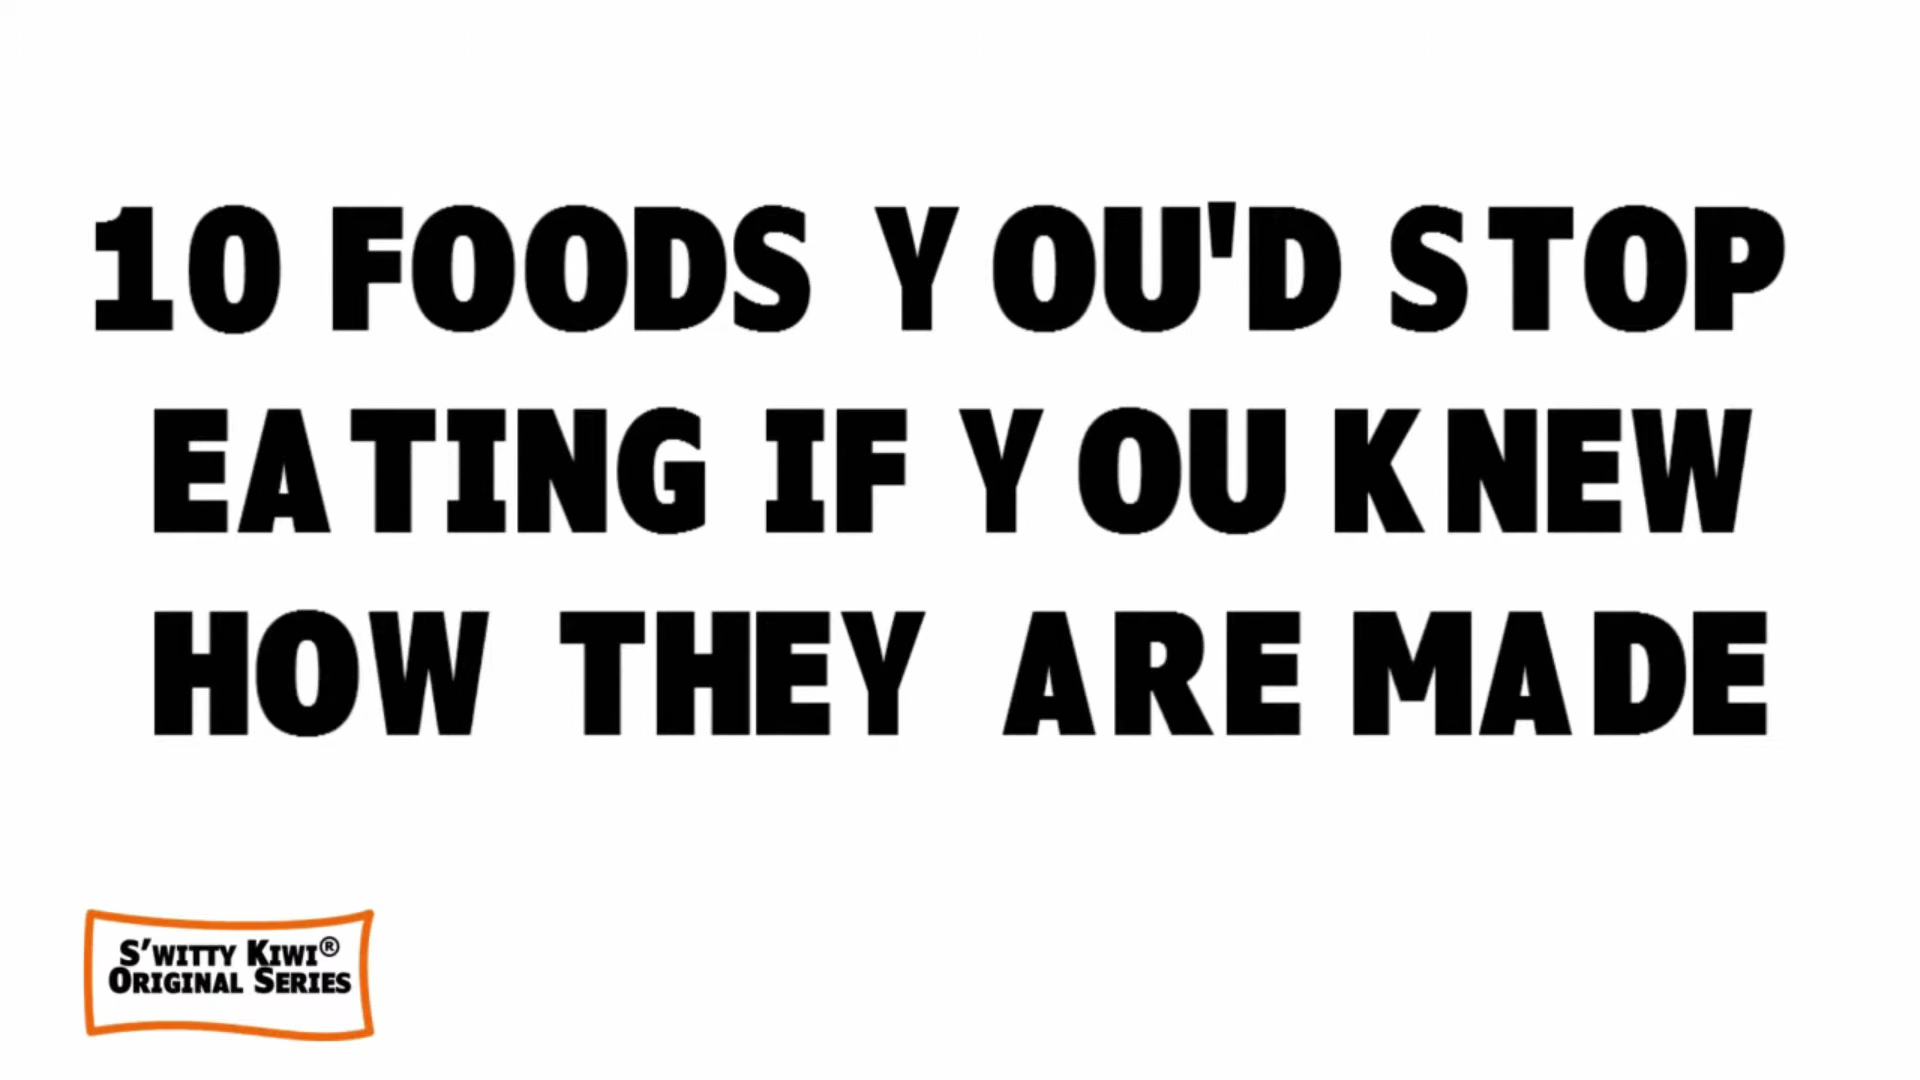 10 FOODS YOU'D STOP
EATING IF YOU KNEW
HOW THEY ARE MADE
S'WITTY KIWI®
ORIGINAL SERIES